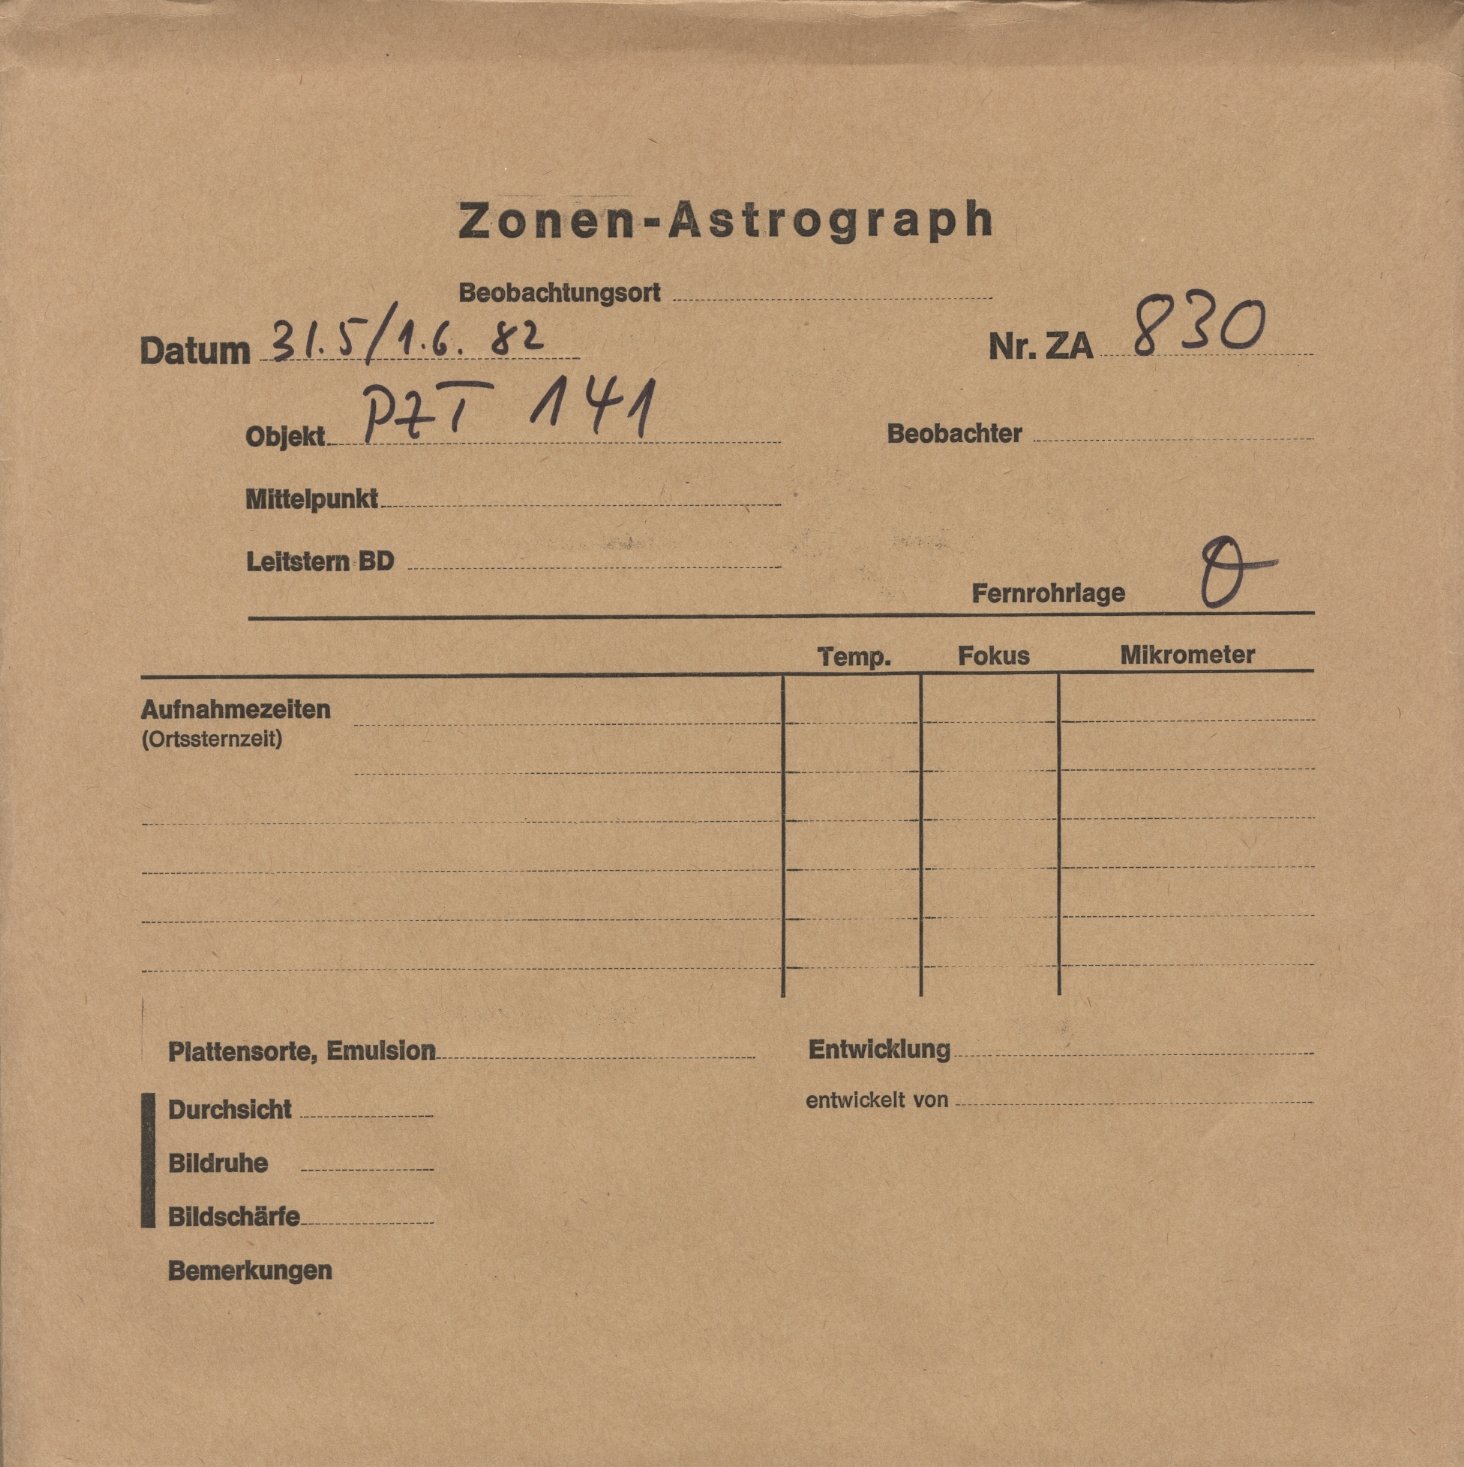 Zonen-Astrograph
Beobachtungsort
Datum 31.5/1.6. 82
Nr. ZA 830
Objekt PZT 141
Beobachter
Mittelpunkt
Leitstern BD
Fernrohrlage O
Temp. Fokus Mikrometer
Aufnahmezeiten
(Ortssternzeit)
Plattensorte, Emulsion
Entwicklung
Durchsicht
entwickelt von
Bildruhe
Bildschärfe
Bemerkungen